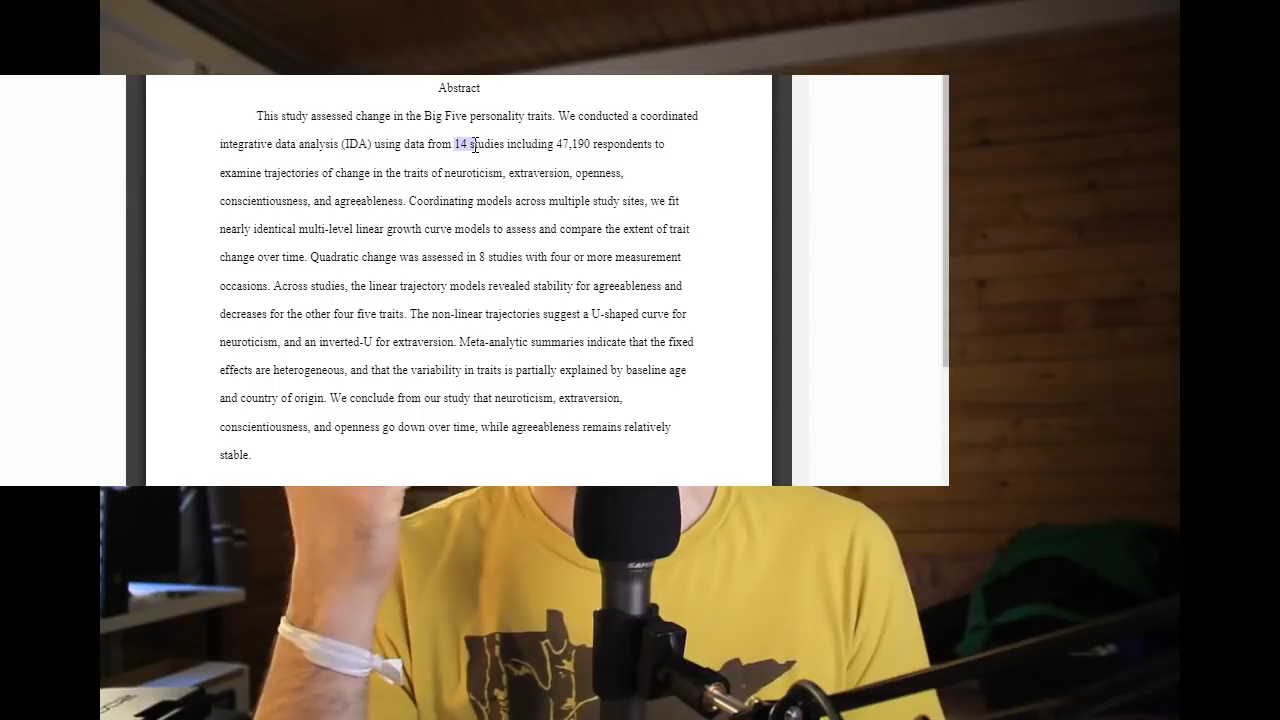 Abstract
This study assessed change in the Big Five personality traits. We conducted a coordinated
integrative data analysis (IDA) using data from 14 studies including 47,190 respondents to
examine trajectories of change in the traits of neuroticism, extraversion, openness,
conscientiousness, and agreeableness. Coordinating models across multiple study sites, we fit
nearly identical multi-level linear growth curve models to assess and compare the extent of trait
change over time. Quadratic change was assessed in 8 studies with four or more measurement
occasions. Across studies, the linear trajectory models revealed stability for agreeableness and
decreases for the other four five traits. The non-linear trajectories suggest a U-shaped curve for
neuroticism, and an inverted-U for extraversion. Meta-analytic summaries indicate that the fixed
effects are heterogeneous, and that the variability in traits is partially explained by baseline age
and country of origin. We conclude from our study that neuroticism, extraversion,
conscientiousness, and openness go down over time, while agreeableness remains relatively
stable.